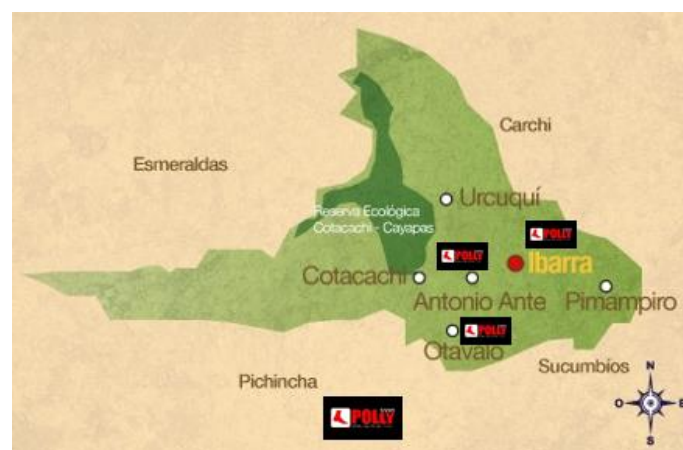 Carchi
Esmeraldas
Urcuquí
Reserva Ecológica
Cotacachi - Cayapas
POLLY
POLLY
Ibarra
Cotacachi
Antonio Ante
Pimampiro
POLLY
Otavalo
Sucumbíos
Pichincha
POLLY
N
O
E
S